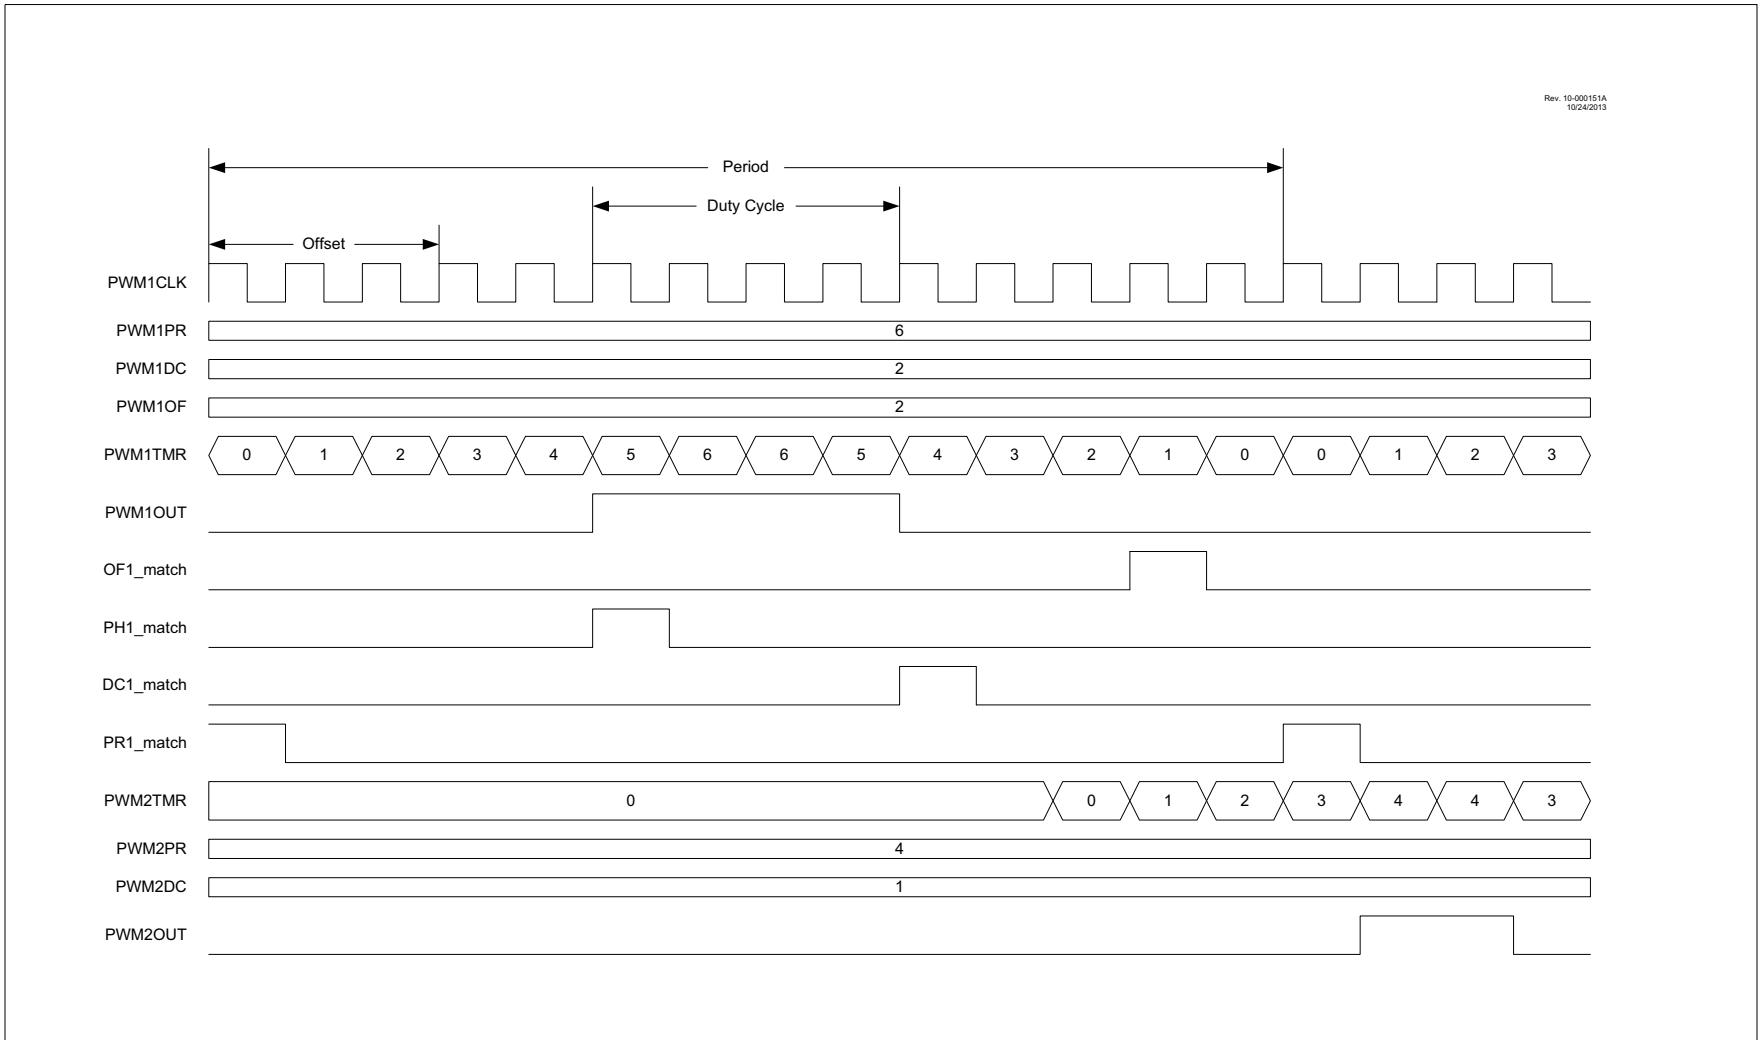 Rev. 10-000151A
10/24/2013
Period
Duty Cycle
Offset
PWM1CLK
PWM1PR 6
PWM1DC 2
PWM1OF 2
PWM1TMR 0 1 2 3 4 5 6 6 5 4 3 2 1 0 0 1 2 3
PWM1OUT
OF1_match
PH1_match
DC1_match
PR1_match
PWM2TMR 0 0 1 2 3 4 4 3
PWM2PR 4
PWM2DC 1
PWM2OUT